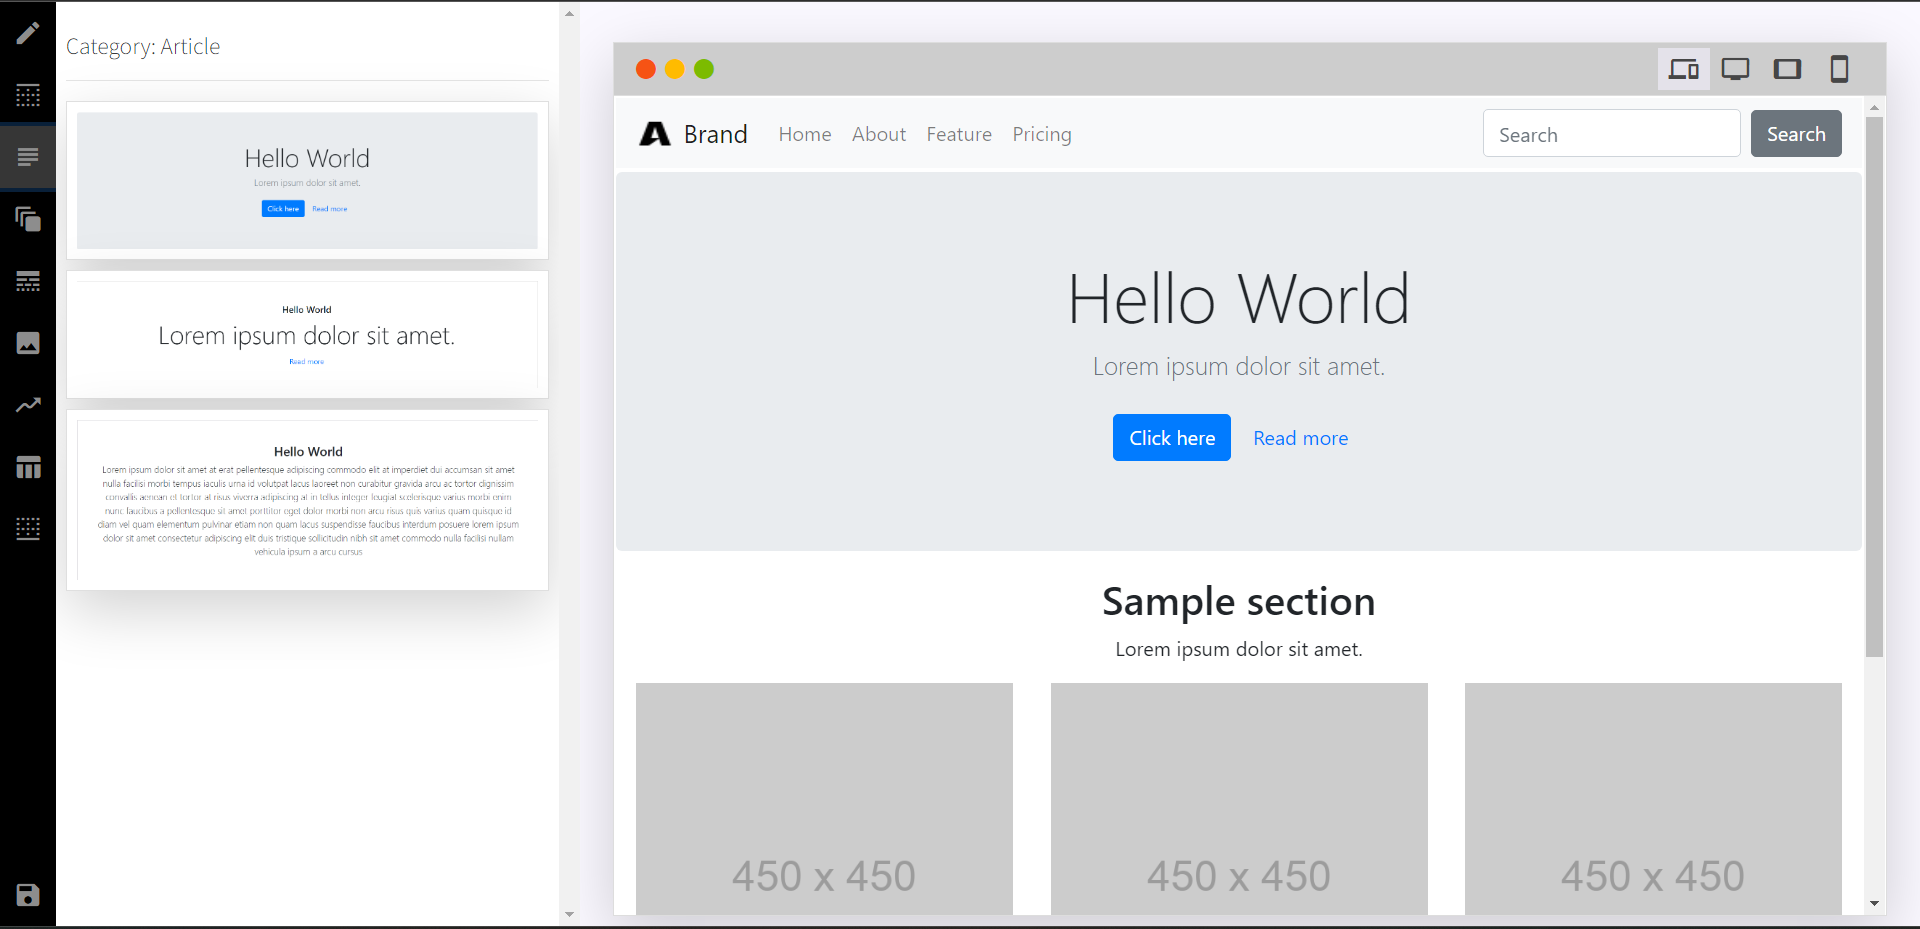 Category: Article
Hello World
Lorem ipsum dolor sit amet.
Click here Read more
Hello World
Lorem ipsum dolor sit amet.
Read more
Hello World
Lorem ipsum dolor sit amet at erat pellentesque adipiscing commodo elit at imperdiet dui accumsan sit amet
nulla facilisi morbi tempus iaculis urna id volutpat lacus laoreet non curabitur gravida arcu ac tortor dignissim
convallis aenean et tortor at risus viverra adipiscing at in tellus integer feugiat scelerisque varius morbi enim
nunc faucibus a pellentesque sit amet porttitor eget dolor morbi non arcu risus quis varius quam quisque id
diam vel quam elementum pulvinar etiam non quam lacus suspendisse faucibus interdum posuere lorem ipsum
dolor sit amet consectetur adipiscing elit duis tristique sollicitudin nibh sit amet commodo nulla facilisi nullam
vehicula ipsum a arcu cursus
Brand Home About Feature Pricing Search Search
Hello World
Lorem ipsum dolor sit amet.
Click here Read more
Sample section
Lorem ipsum dolor sit amet.
450 x 450 450 x 450 450 x 450